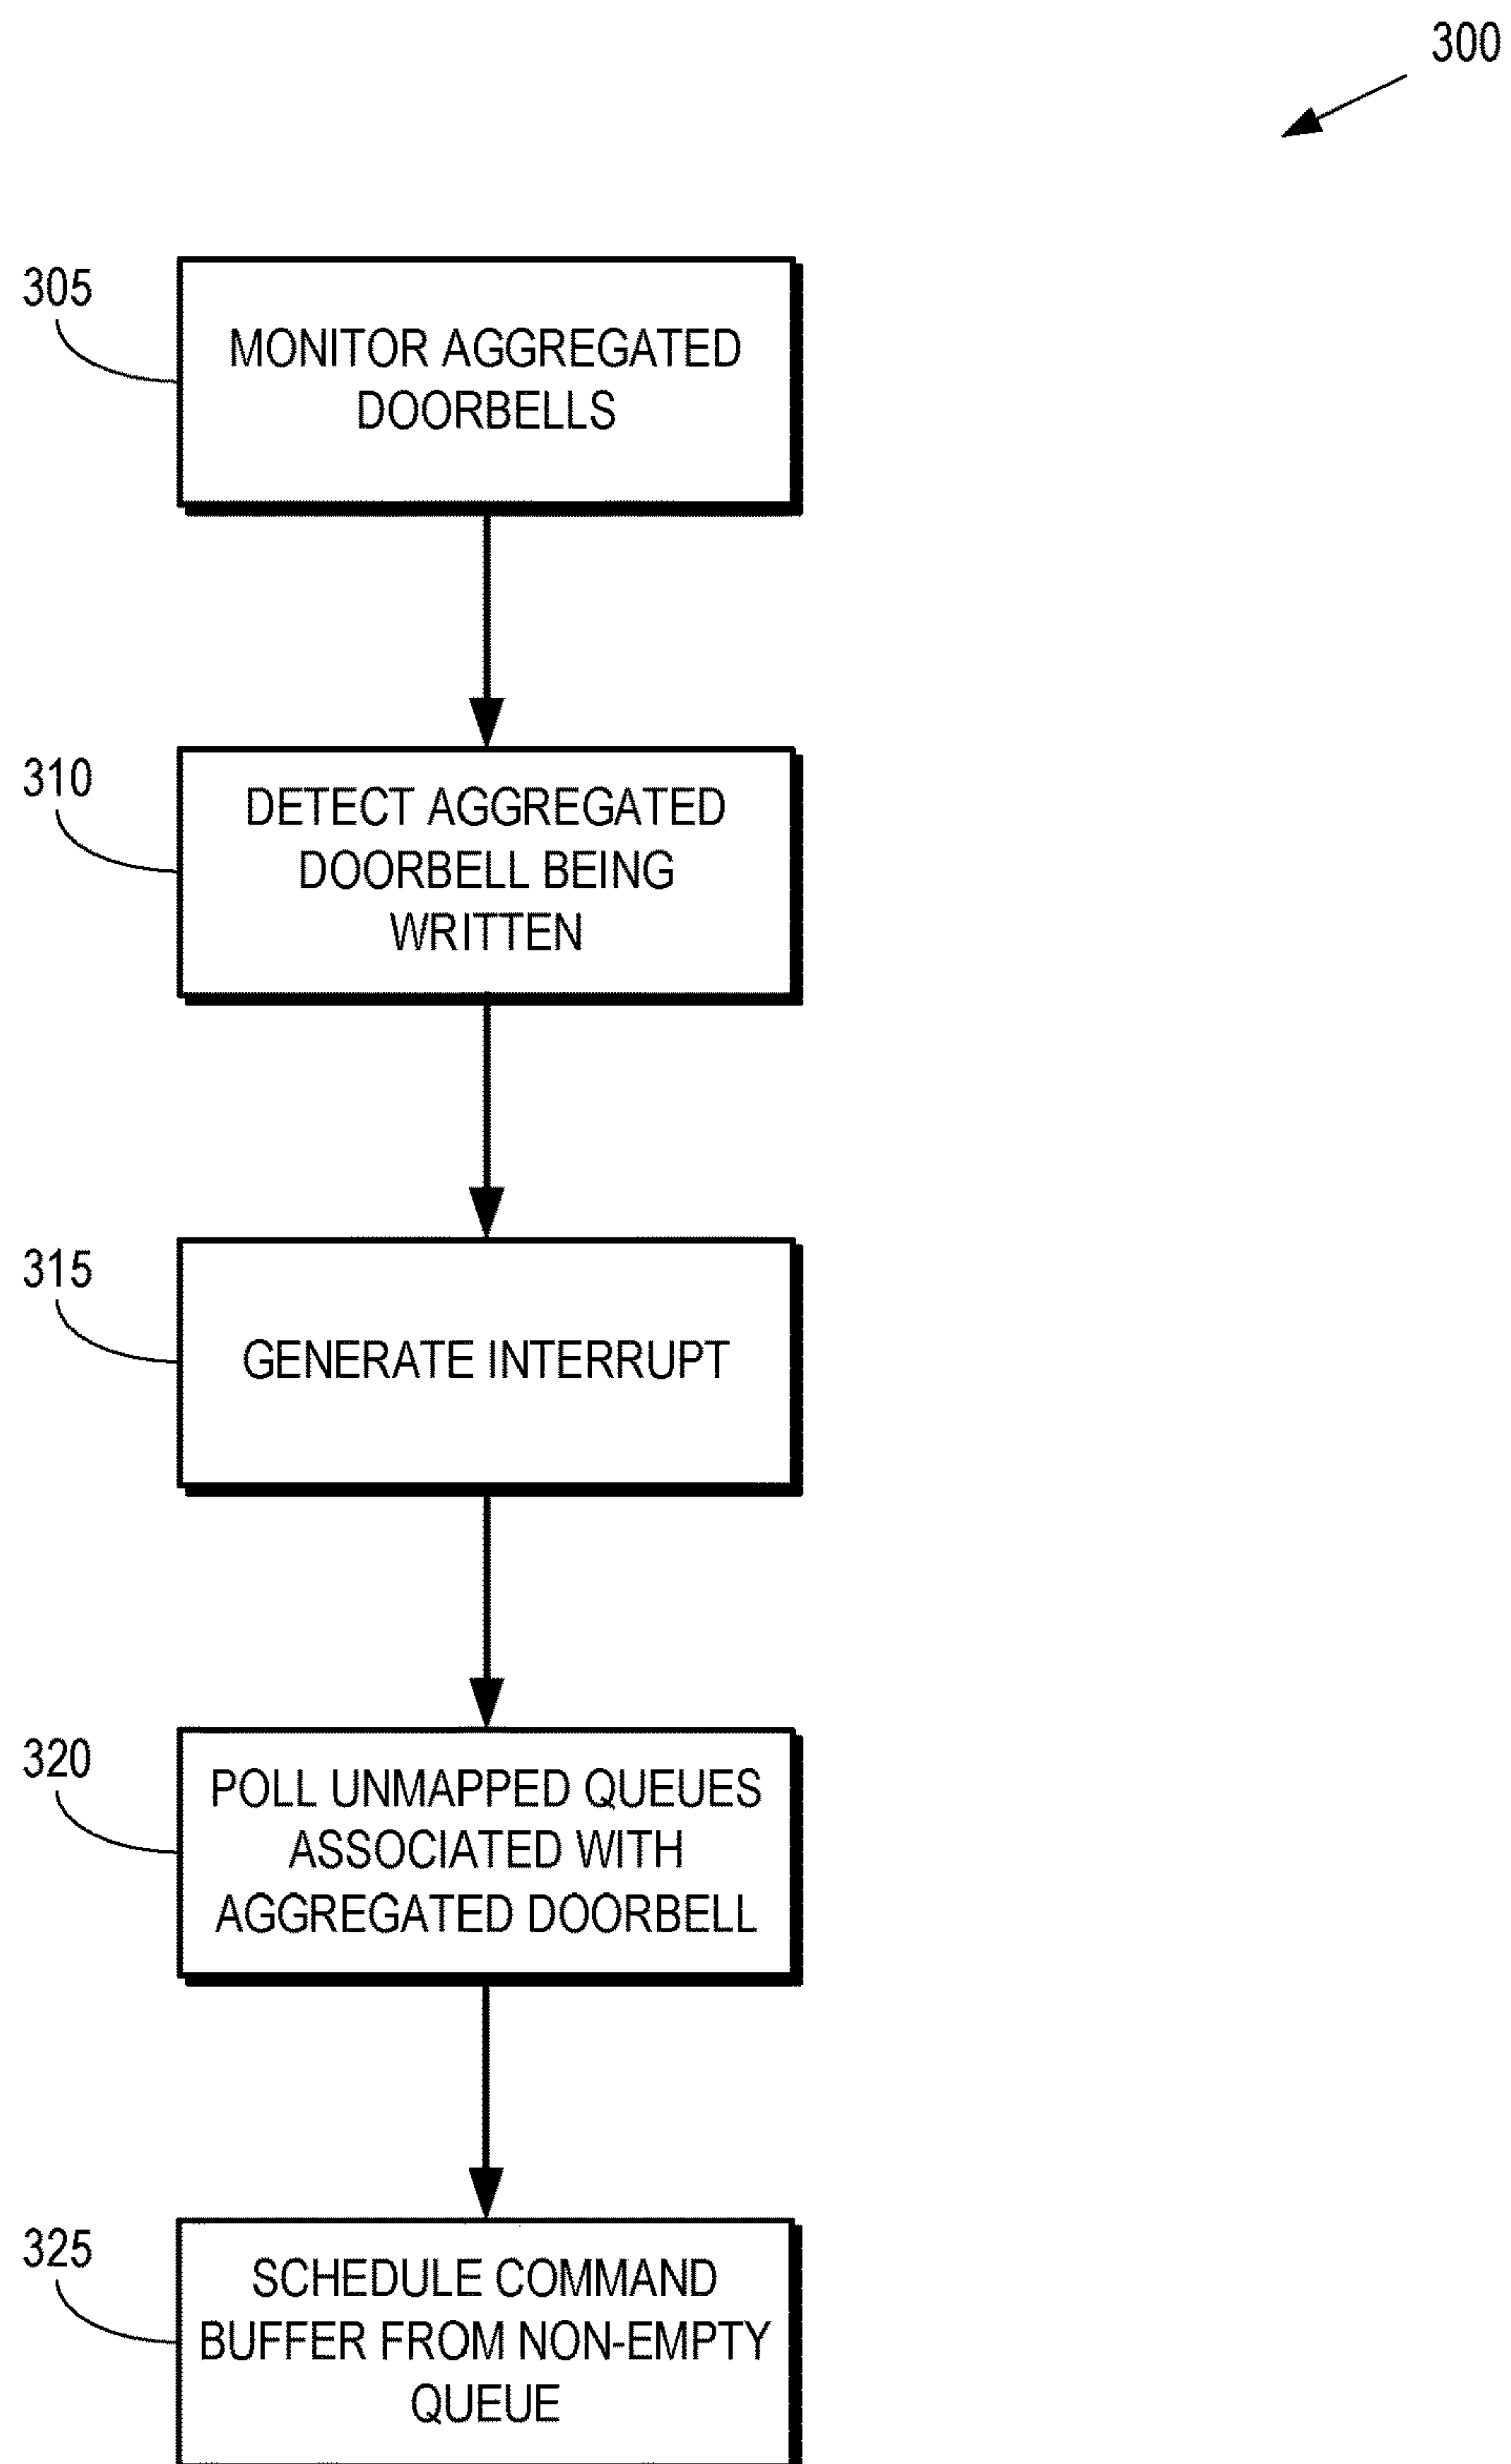 300
305
MONITOR AGGREGATED
DOORBELLS
310
DETECT AGGREGATED
DOORBELL BEING
WRITTEN
315
GENERATE INTERRUPT
320
POLL UNMAPPED QUEUES
ASSOCIATED WITH
AGGREGATED DOORBELL
325
SCHEDULE COMMAND
BUFFER FROM NON-EMPTY
QUEUE